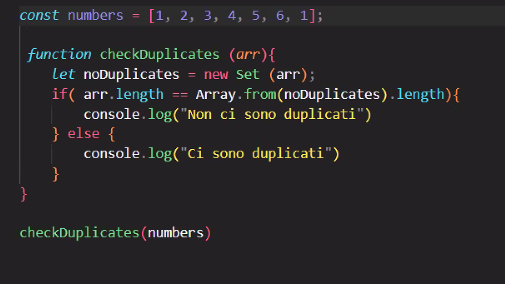 const numbers = [1, 2, 3, 4, 5, 6, 1];
function checkDuplicates (arr){
let noDuplicates = new Set (arr);
if( arr.length == Array.from(noDuplicates).length){
console.log("Non ci sono duplicati")
} else {
console.log("Ci sono duplicati")
}
}
checkDuplicates(numbers)